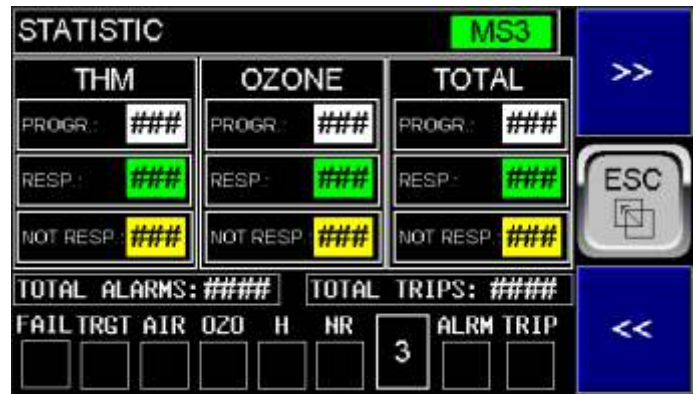 STATISTIC MS3 >>
THM OZONE TOTAL
PROGR.: ### PROGR.: ### PROGR.: ###
RESP.: ### RESP.: ### RESP.: ### ESC
NOT RESP.: ### NOT RESP. ### NOT RESP. ###
TOTAL ALARMS: #### TOTAL TRIPS: ####
FAIL TRGT AIR OZO H NR 3 ALRM TRIP <<